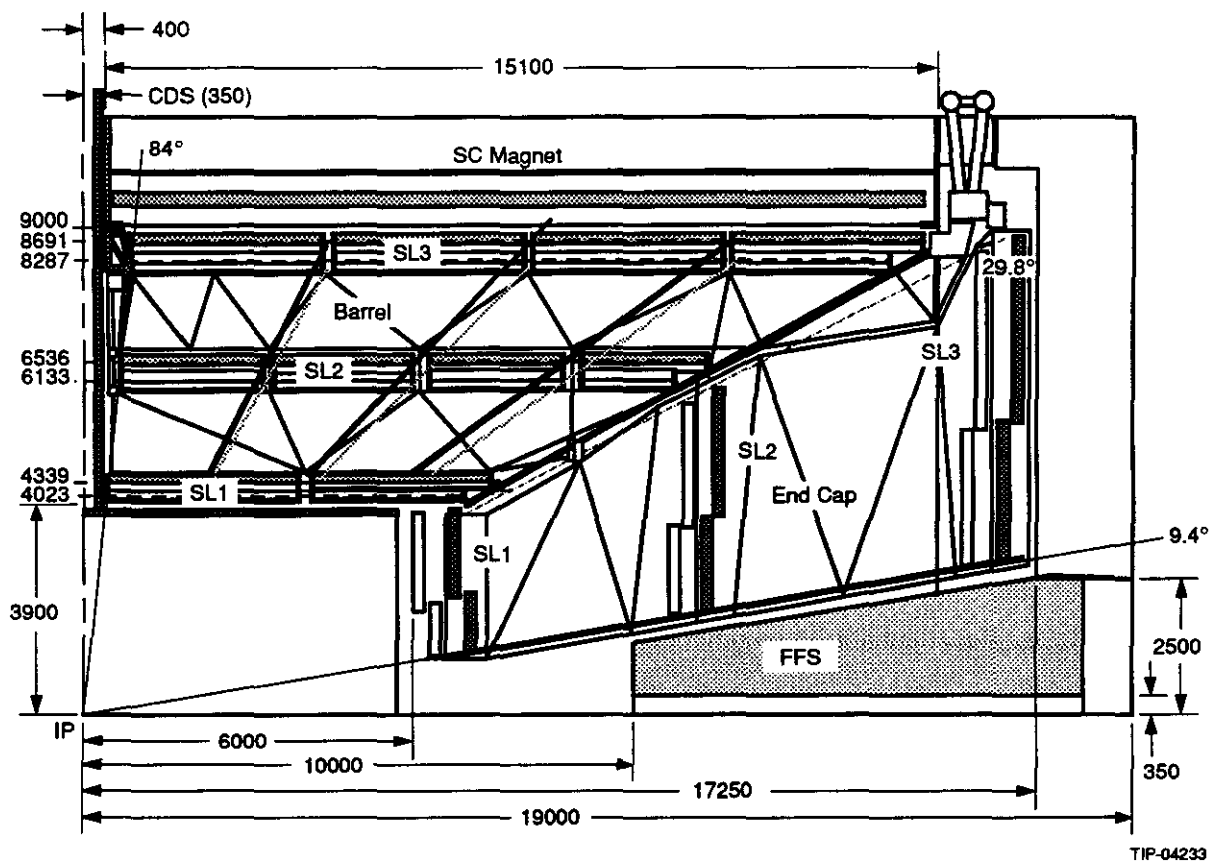 400
15100
CDS (350)
84°
SC Magnet
9000
8691
8287
SL3
29.8°
Barrel
6536
6133
SL2
SL3
SL2
4339
4023
SL1
End Cap
SL1
9.4°
3900
2500
FFS
IP
6000
350
10000
17250
19000
TIP-04233